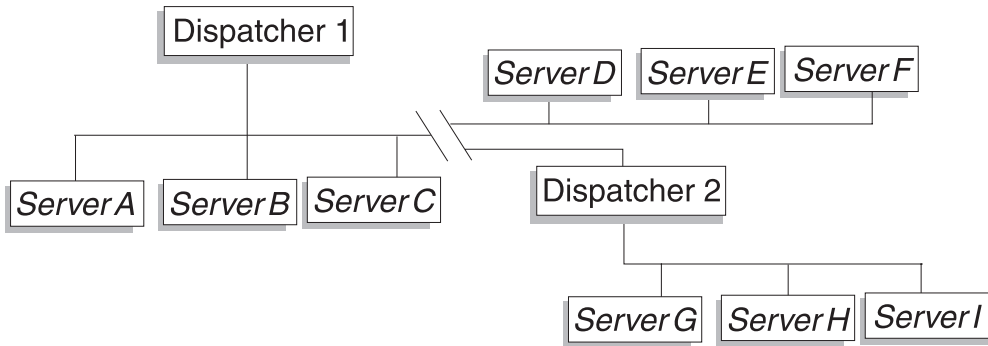 Dispatcher 1
Server D
Server E
Server F
Server A
Server B
Server C
Dispatcher 2
Server G
Server H
Server I